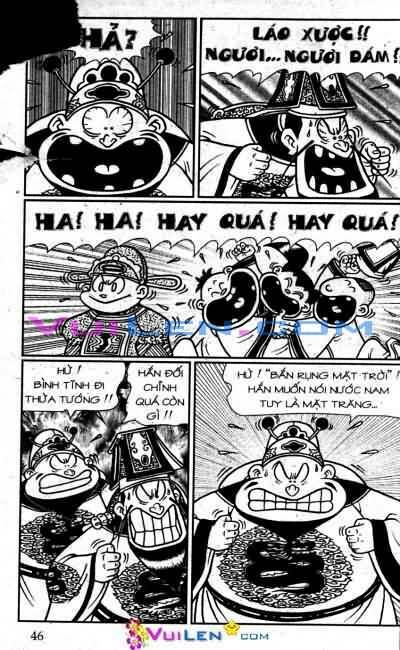 HẢ?
LÁO XƯỢC!!
NGƯƠI...NGƯƠI DÁM!
HA! HA! HAY QUÁ! HAY QUÁ!
VUILEN.COM
HỪ!
BÌNH TĨNH ĐI
THỪA TƯỚNG!!
HẮN ĐỐI
CHỈNH
QUÁ CÒN
GÌ!!
HỪ! "BẮN RỤNG MẶT TRỜI"
HẮN MUỐN NÓI NƯỚC NAM
TUY LÀ MẶT TRĂNG...
46
VUILEN.COM